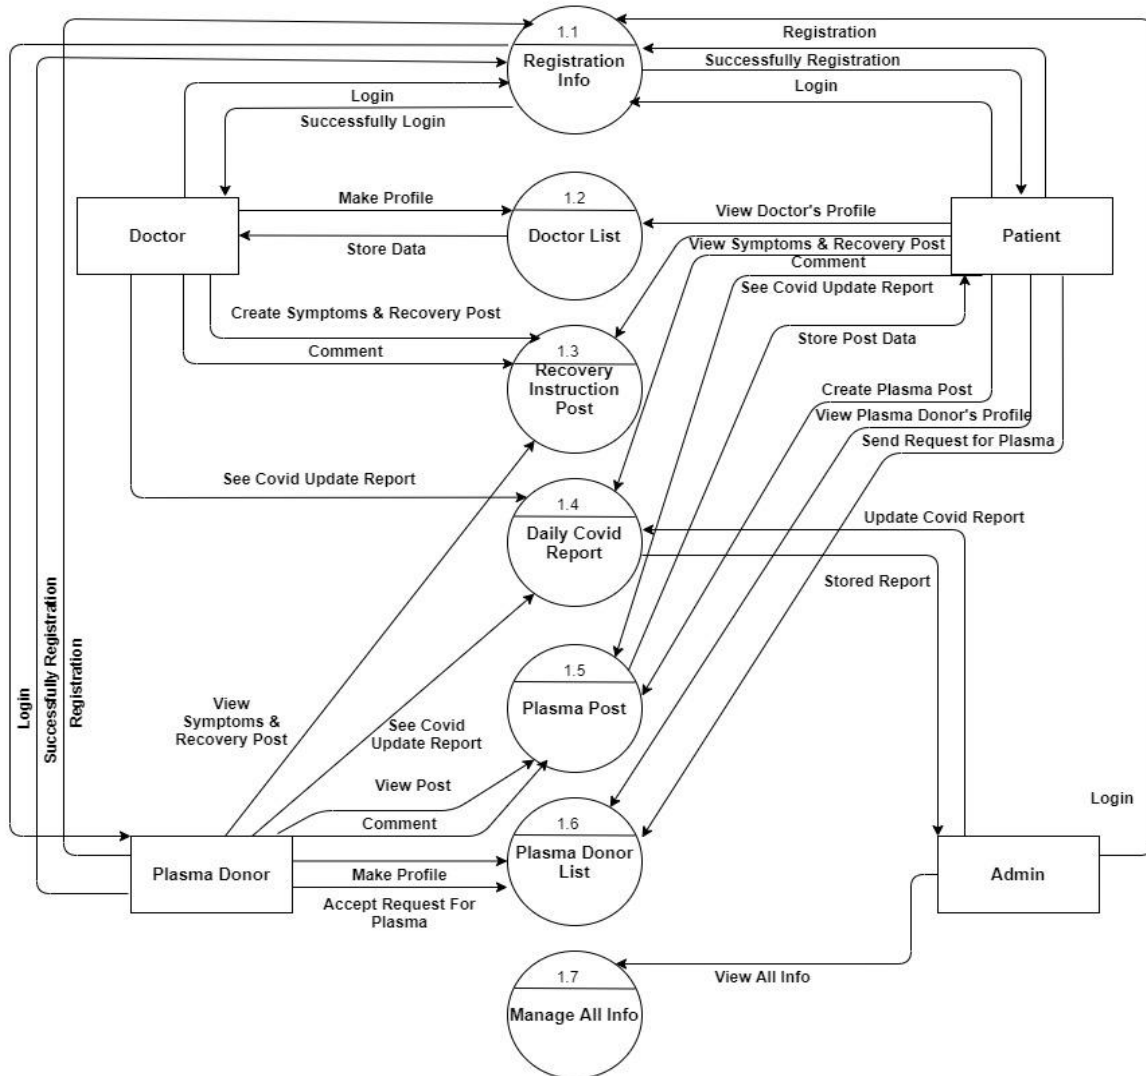 1.1
Registration
Info
Registration
Successfully Registration
Login
Login
Successfully Login
Doctor
Make Profile
Store Data
1.2
Doctor List
View Doctor's Profile
View Symptoms & Recovery Post
Comment
See Covid Update Report
Patient
Create Symptoms & Recovery Post
Comment
1.3
Recovery
Instruction
Post
Store Post Data
Create Plasma Post
View Plasma Donor's Profile
Send Request for Plasma
See Covid Update Report
1.4
Daily Covid
Report
Update Covid Report
Stored Report
Login
Successfully Registration
Registration
View
Symptoms &
Recovery Post
See Covid
Update Report
1.5
Plasma Post
View Post
Comment
Plasma Donor
Make Profile
Accept Request For
Plasma
1.6
Plasma Donor
List
Login
Admin
1.7
Manage All Info
View All Info